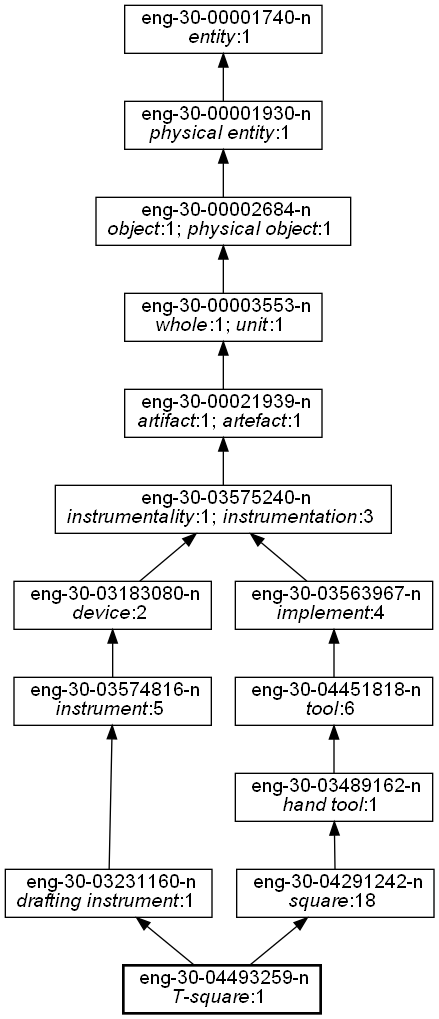 eng-30-00001740-n
entity:1
eng-30-00001930-n
physical entity:1
eng-30-00002684-n
object:1; physical object:1
eng-30-00003553-n
whole:1; unit:1
eng-30-00021939-n
artifact:1; artefact:1
eng-30-03575240-n
instrumentality:1; instrumentation:3
eng-30-03183080-n
device:2
eng-30-03563967-n
implement:4
eng-30-03574816-n
instrument:5
eng-30-04451818-n
tool:6
eng-30-03489162-n
hand tool:1
eng-30-03231160-n
drafting instrument:1
eng-30-04291242-n
square:18
eng-30-04493259-n
T-square:1